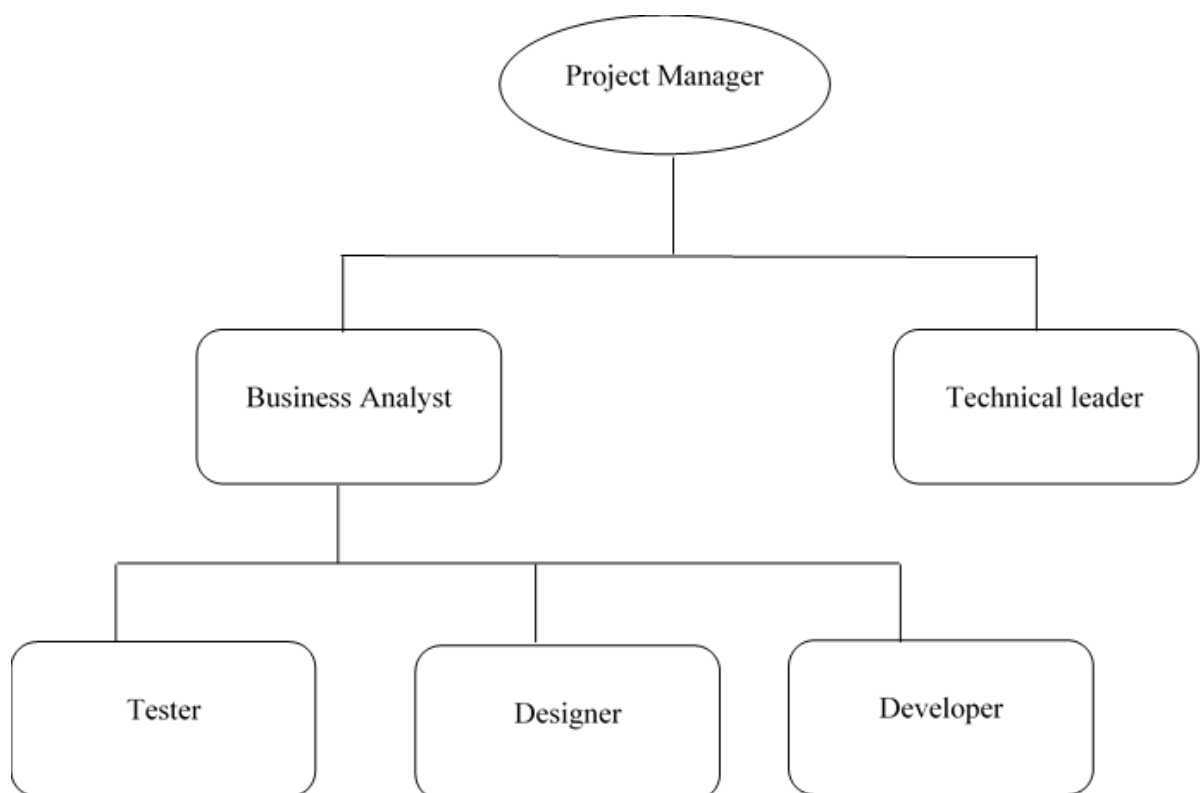 Project Manager
Business Analyst
Technical leader
Tester
Designer
Developer